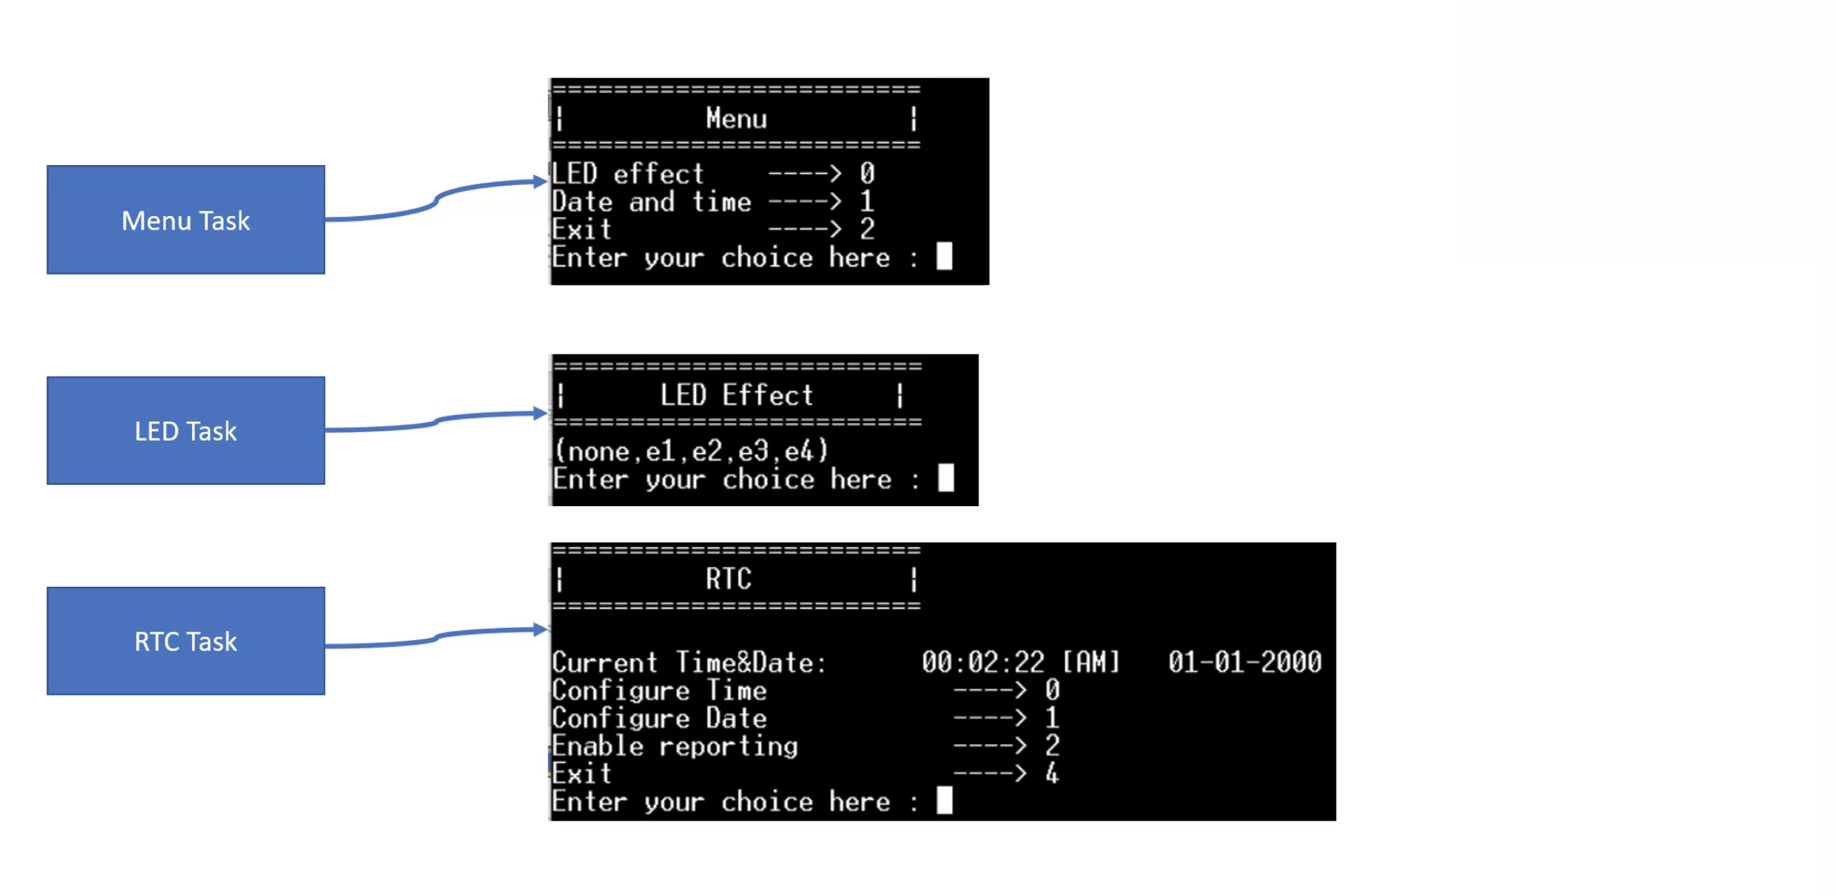 Menu Task
========================
|         Menu         |
========================
LED effect    ----> 0
Date and time ----> 1
Exit          ----> 2
Enter your choice here :
LED Task
========================
|      LED Effect     |
========================
(none,e1,e2,e3,e4)
Enter your choice here :
RTC Task
========================
|         RTC          |
========================
Current Time&Date:      00:02:22 [AM]   01-01-2000
Configure Time            ----> 0
Configure Date            ----> 1
Enable reporting          ----> 2
Exit                      ----> 4
Enter your choice here :